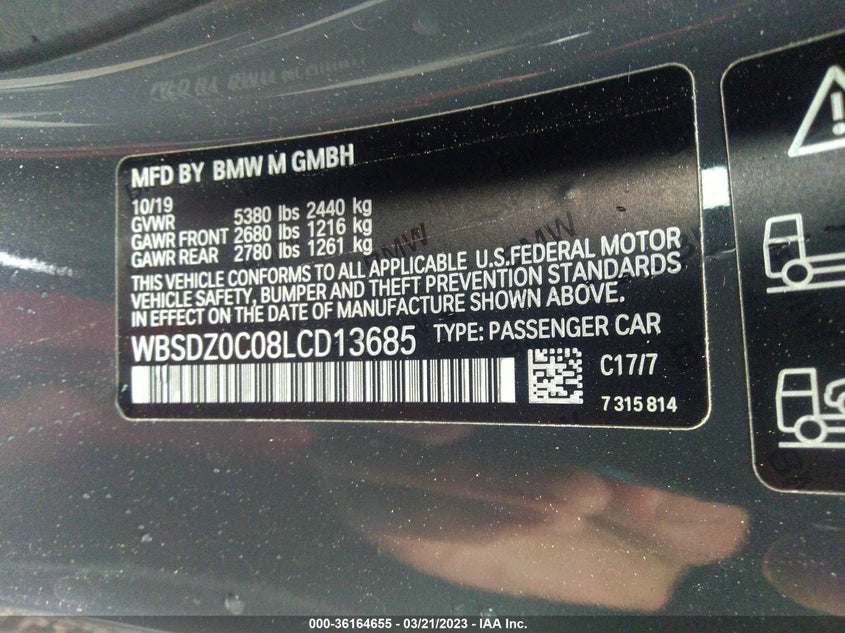 MFD BY BMW M GMBH
10/19
GVWR 5380 lbs 2440 kg
GAWR FRONT 2680 lbs 1216 kg
GAWR REAR 2780 lbs 1261 kg
THIS VEHICLE CONFORMS TO ALL APPLICABLE U.S.FEDERAL MOTOR
VEHICLE SAFETY, BUMPER AND THEFT PREVENTION STANDARDS
IN EFFECT ON THE DATE OF MANUFACTURE SHOWN ABOVE.
WBSDZ0C08LCD13685 TYPE: PASSENGER CAR
C17/7
7 315 814
000-36164655 - 03/21/2023 - IAA Inc.